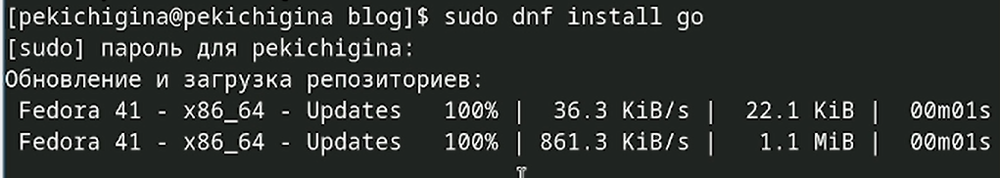 [pekichigina@pekichigina blog]$ sudo dnf install go
[sudo] пароль для pekichigina:
Обновление и загрузка репозиториев:
 Fedora 41 - x86_64 - Updates   100% |  36.3 KiB/s |  22.1 KiB |  00m01s
 Fedora 41 - x86_64 - Updates   100% | 861.3 KiB/s |   1.1 MiB |  00m01s